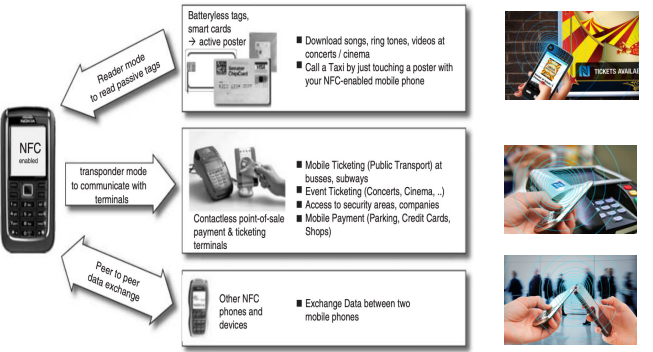 Batteryless tags,
smart cards
→ active poster
■ Download songs, ring tones, videos at
concerts / cinema
■ Call a Taxi by just touching a poster with
your NFC-enabled mobile phone
Reader mode
to read passive tags
TICKETS AVAILA
NFC
enabled
transponder mode
to communicate with
terminals
Contactless point-of-sale
payment & ticketing
terminals
■ Mobile Ticketing (Public Transport) at
busses, subways
■ Event Ticketing (Concerts, Cinema, ..)
■ Access to security areas, companies
■ Mobile Payment (Parking, Credit Cards,
Shops)
Peer to peer
data exchange
Other NFC
phones and
devices
■ Exchange Data between two
mobile phones